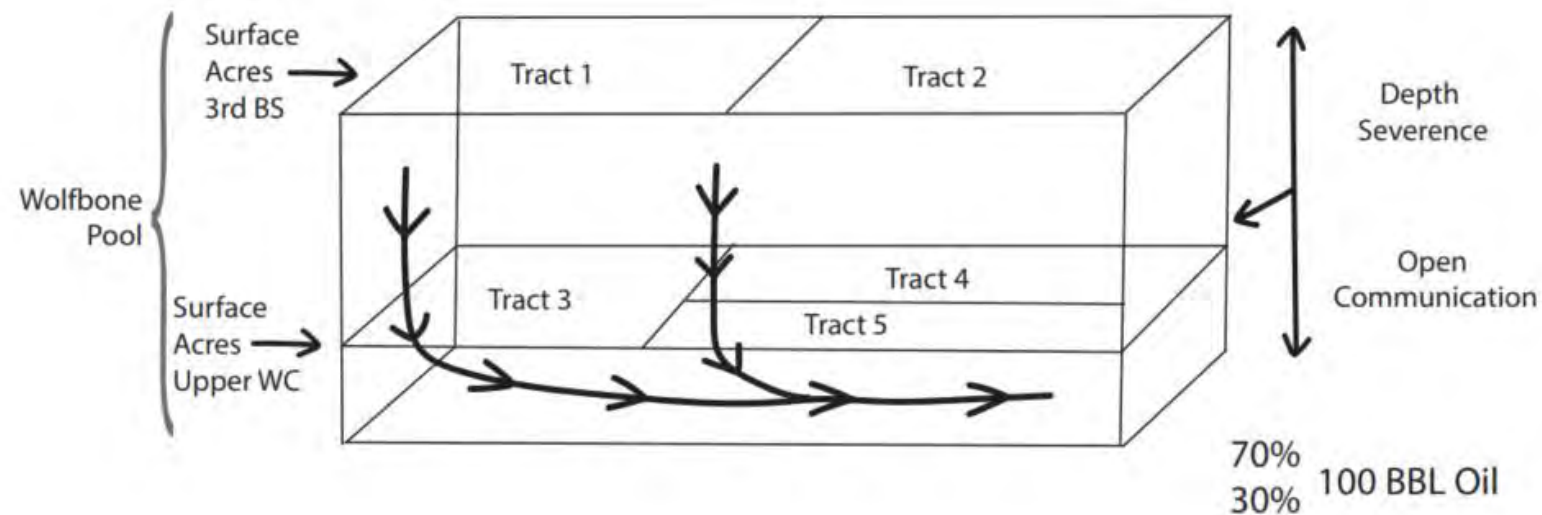 Surface
Acres
3rd BS
Tract 1
Tract 2
Depth
Severence
Wolfbone
Pool
Tract 3
Tract 4
Tract 5
Open
Communication
Surface
Acres
Upper WC
70%
30%
100 BBL Oil